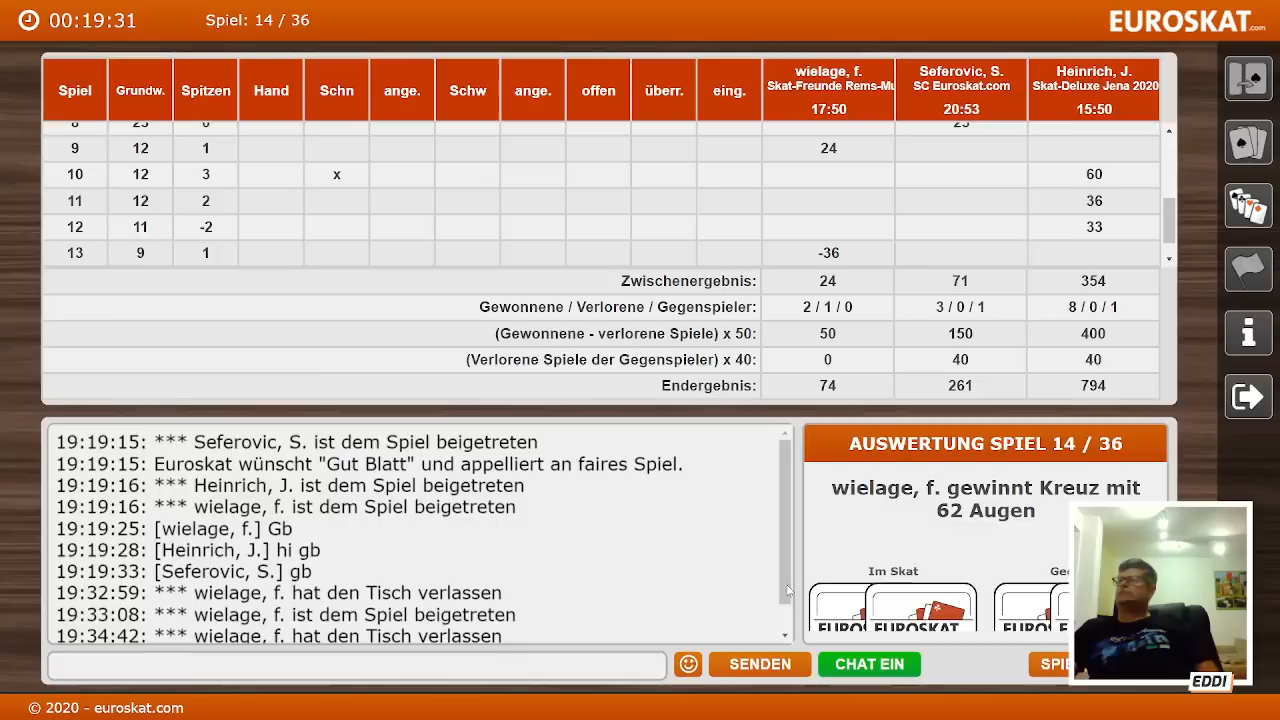 00:19:31 Spiel: 14 / 36 EUROSKAT.com
Spiel Grundw. Spitzen Hand Schn ange. Schw ange. offen überr. eing. wielage, f. Skat-Freunde Rems-Mu 17:50 Seferovic, S. SC Euroskat.com 20:53 Heinrich, J. Skat-Deluxe Jena 2020 15:50
8 23 6 23
9 12 1 24
10 12 3 x 60
11 12 2 36
12 11 -2 33
13 9 1 -36
Zwischenergebnis: 24 71 354
Gewonnene / Verlorene / Gegenspieler: 2 / 1 / 0 3 / 0 / 1 8 / 0 / 1
(Gewonnene - verlorene Spiele) x 50: 50 150 400
(Verlorene Spiele der Gegenspieler) x 40: 0 40 40
Endergebnis: 74 261 794
19:19:15: *** Seferovic, S. ist dem Spiel beigetreten
19:19:15: Euroskat wünscht "Gut Blatt" und appelliert an faires Spiel.
19:19:16: *** Heinrich, J. ist dem Spiel beigetreten
19:19:16: *** wielage, f. ist dem Spiel beigetreten
19:19:25: [wielage, f.] Gb
19:19:28: [Heinrich, J.] hi gb
19:19:33: [Seferovic, S.] gb
19:32:59: *** wielage, f. hat den Tisch verlassen
19:33:08: *** wielage, f. ist dem Spiel beigetreten
19:34:42: *** wielage, f. hat den Tisch verlassen
SENDEN CHAT EIN
AUSWERTUNG SPIEL 14 / 36
wielage, f. gewinnt Kreuz mit
62 Augen
Im Skat
EUROSKAT
SPIE
EDDI
© 2020 - euroskat.com